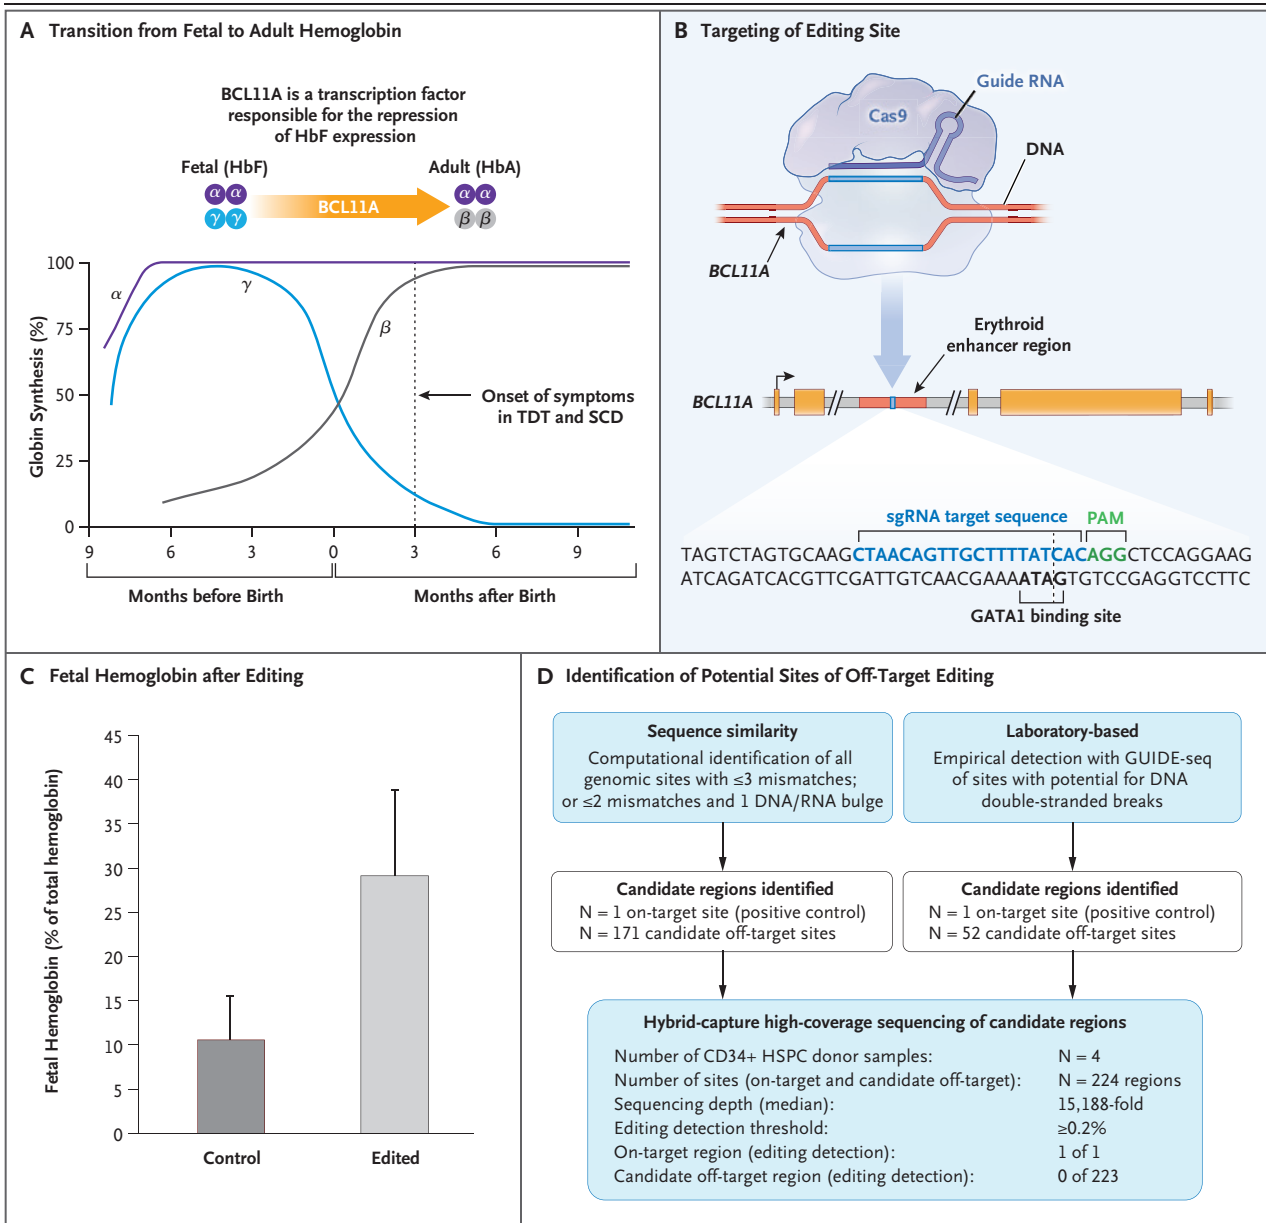 A Transition from Fetal to Adult Hemoglobin
BCL11A is a transcription factor
responsible for the repression
of HbF expression
Fetal (HbF)
Adult (HbA)
α α
γ γ
BCL11A
α α
β β
Globin Synthesis (%)
100
75
50
25
0
α
γ
β
Onset of symptoms
in TDT and SCD
9 6 3 0 3 6 9
Months before Birth
Months after Birth
B Targeting of Editing Site
Guide RNA
Cas9
DNA
BCL11A
Erythroid
enhancer region
BCL11A
sgRNA target sequence
PAM
TAGTCTAGTGCAAGCTAACAGTTGCTTTTATCACAGGCTCCAGGAAG
ATCAGATCACGTTCGATTGTCAACGAAAATAGTGTCCGAGGTCCTTC
GATA1 binding site
C Fetal Hemoglobin after Editing
Fetal Hemoglobin (% of total hemoglobin)
45
40
35
30
25
20
15
10
5
0
Control
Edited
D Identification of Potential Sites of Off-Target Editing
Sequence similarity
Computational identification of all
genomic sites with ≤3 mismatches;
or ≤2 mismatches and 1 DNA/RNA bulge
Laboratory-based
Empirical detection with GUIDE-seq
of sites with potential for DNA
double-stranded breaks
Candidate regions identified
N = 1 on-target site (positive control)
N = 171 candidate off-target sites
Candidate regions identified
N = 1 on-target site (positive control)
N = 52 candidate off-target sites
Hybrid-capture high-coverage sequencing of candidate regions
Number of CD34+ HSPC donor samples: N = 4
Number of sites (on-target and candidate off-target): N = 224 regions
Sequencing depth (median): 15,188-fold
Editing detection threshold: ≥0.2%
On-target region (editing detection): 1 of 1
Candidate off-target region (editing detection): 0 of 223